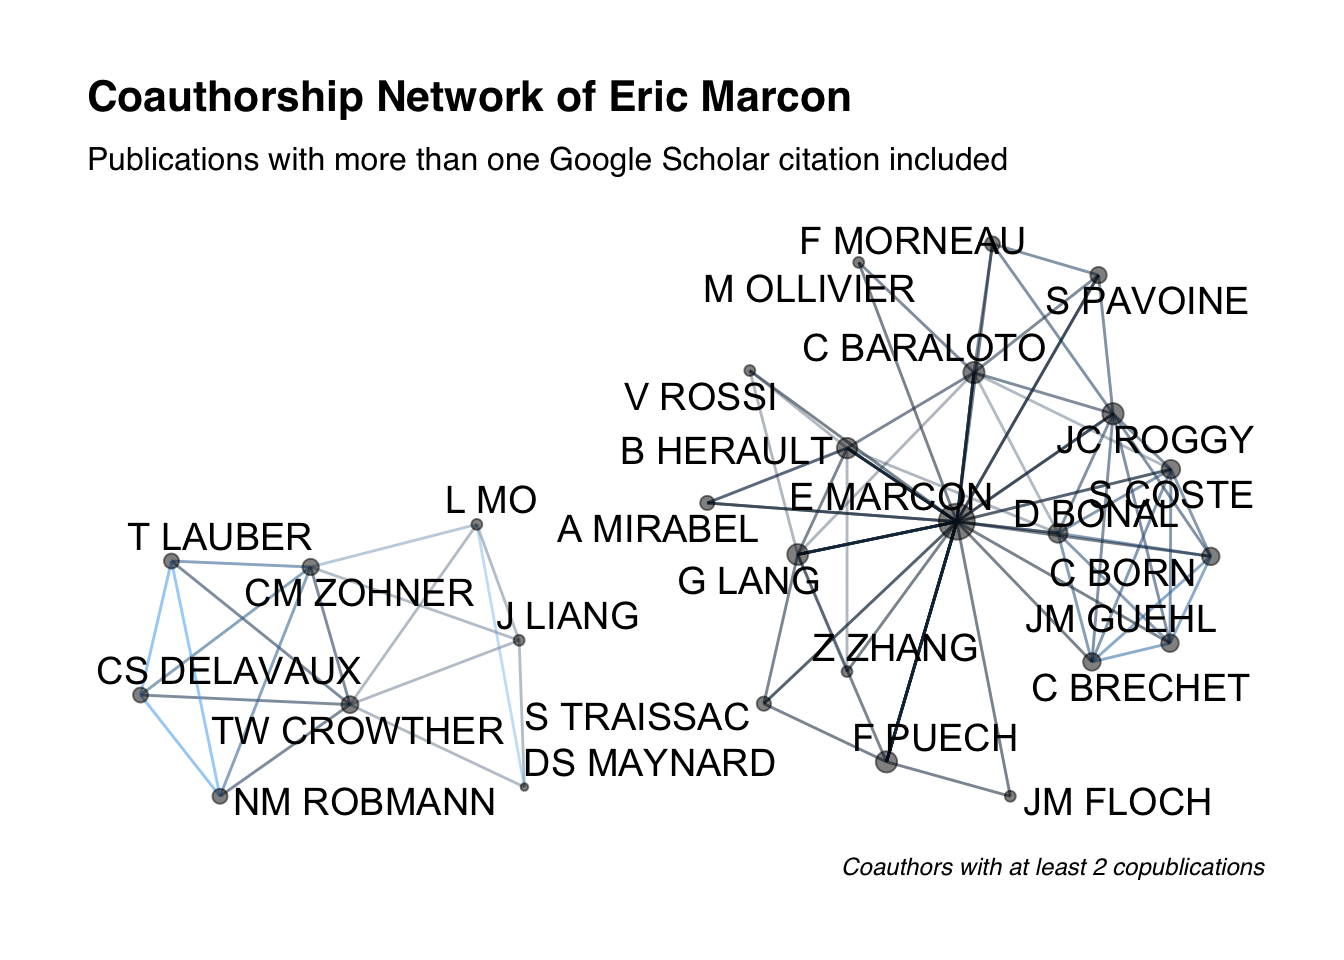 Coauthorship Network of Eric Marcon
Publications with more than one Google Scholar citation included
F MORNEAU
M OLLIVIER
S PAVOINE
C BARALOTO
V ROSSI
JC ROGGY
B HERAULT
E MARCON
S COSTE
L MO
D BONAL
A MIRABEL
T LAUBER
C BORN
G LANG
CM ZOHNER
J LIANG
JM GUEHL
Z ZHANG
CS DELAVAUX
C BRECHET
S TRAISSAC
TW CROWTHER
F PUECH
DS MAYNARD
NM ROBMANN
JM FLOCH
Coauthors with at least 2 copublications